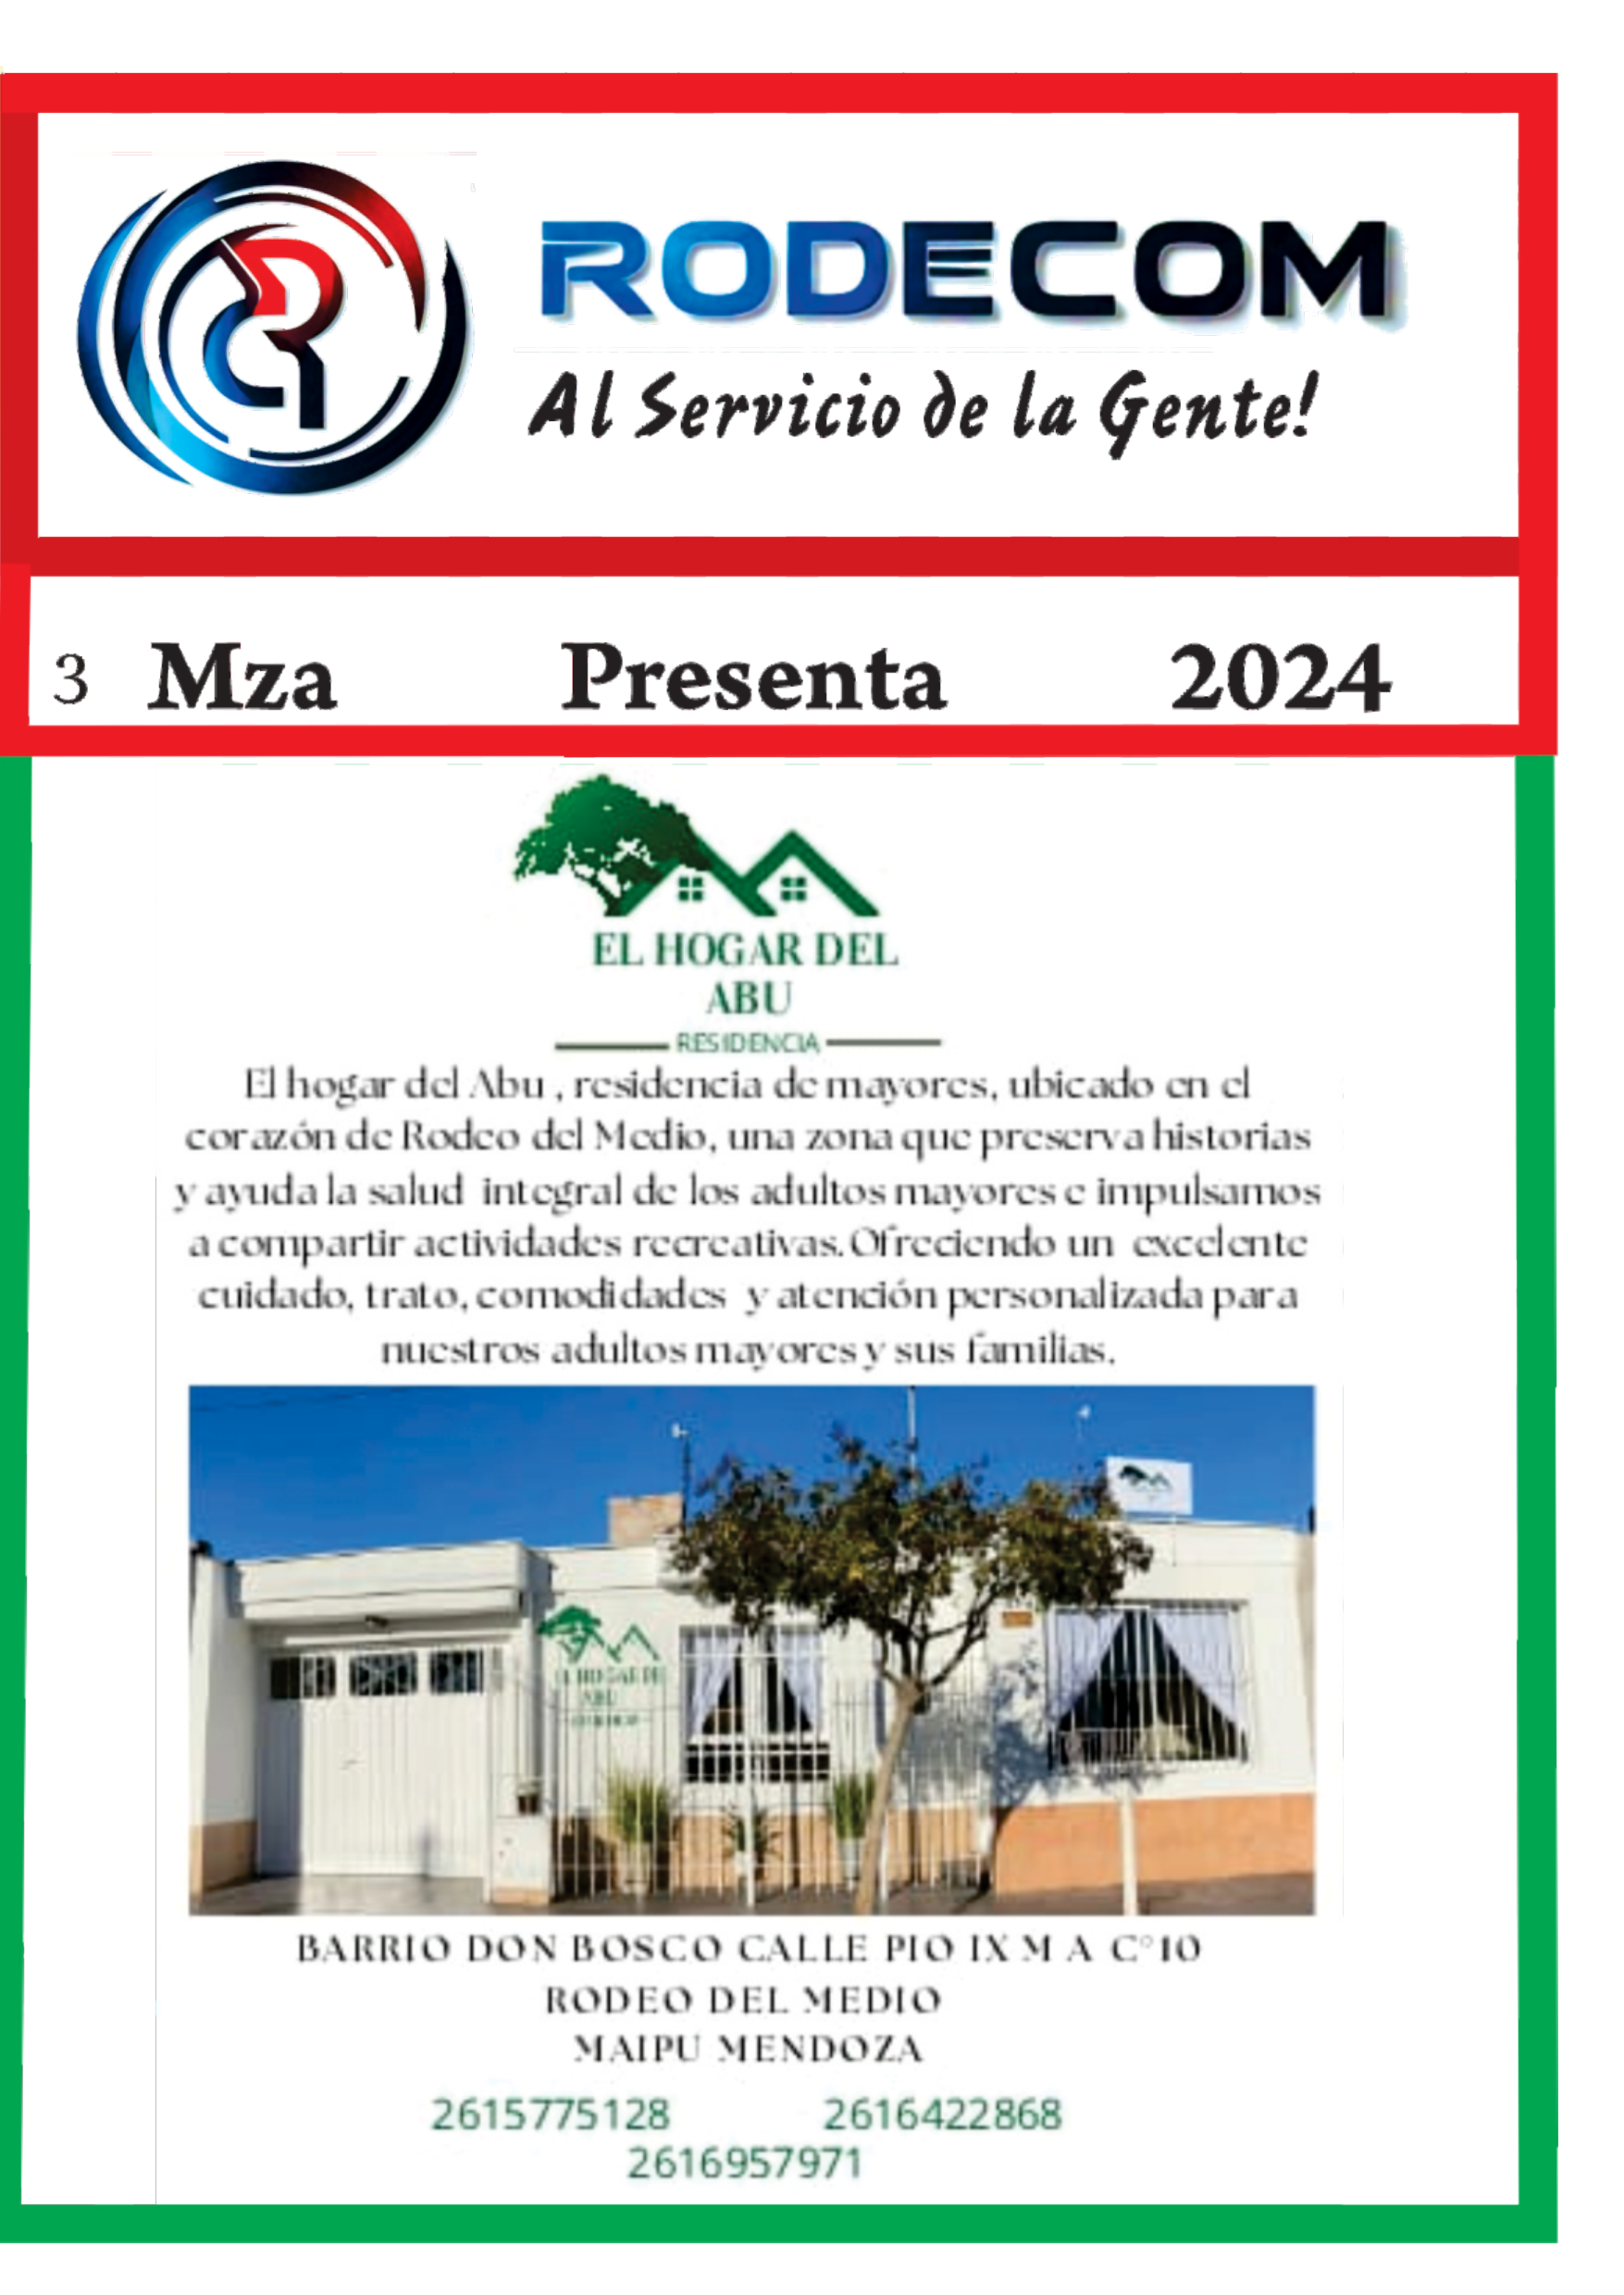 RODECOM
Al Servicio de la Gente!
3 Mza Presenta 2024
EL HOGAR DEL
ABU
RESIDENCIA
El hogar del Abu , residencia de mayores, ubicado en el
corazón de Rodeo del Medio, una zona que preserva historias
y ayuda la salud integral de los adultos mayores e impulsamos
a compartir actividades recreativas. Ofreciendo un excelente
cuidado, trato, comodidades y atención personalizada para
nuestros adultos mayores y sus familias.
EL HOGAR DEL
ABU
BARRIO DON BOSCO CALLE PIO IX M A C°10
RODEO DEL MEDIO
MAIPU MENDOZA
2615775128 2616422868
2616957971